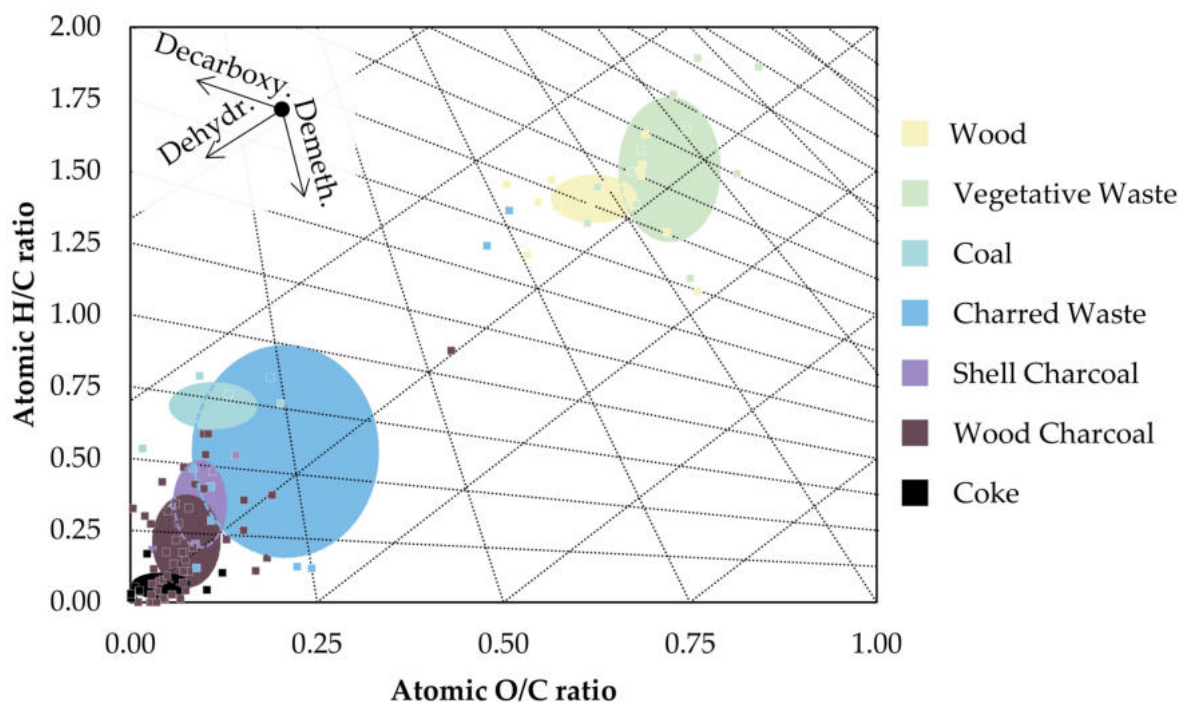 2.00
1.75
1.50
1.25
1.00
0.75
0.50
0.25
0.00
Atomic H/C ratio
Decarboxy.
Dehydr.
Demeth.
0.00
0.25
0.50
0.75
1.00
Atomic O/C ratio
Wood
Vegetative Waste
Coal
Charred Waste
Shell Charcoal
Wood Charcoal
Coke